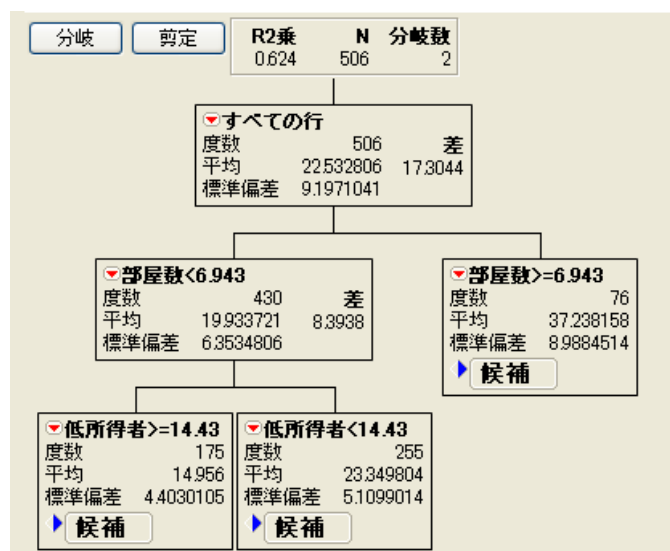 分岐 剪定 R2乗 N 分岐数
0.624 506 2
すべての行
度数 506 差
平均 22.532806 17.3044
標準偏差 9.1971041
部屋数<6.943
度数 430 差
平均 19.933721 8.3938
標準偏差 6.3534806
部屋数>=6.943
度数 76
平均 37.238158
標準偏差 8.9884514
候補
低所得者>=14.43
度数 175
平均 14.956
標準偏差 4.4030105
候補
低所得者<14.43
度数 255
平均 23.349804
標準偏差 5.1099014
候補